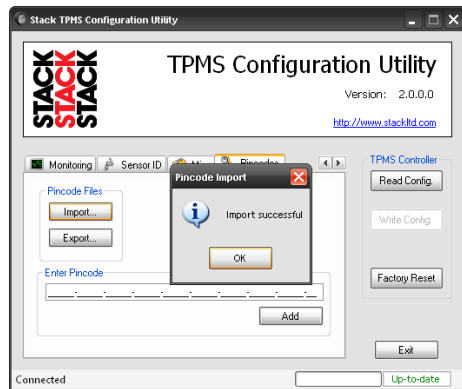 Stack TPMS Configuration Utility
STACK
STACK
STACK
TPMS Configuration Utility
Version: 2.0.0.0
http://www.stackltd.com
Monitoring
Sensor ID
Pincodes
TPMS Controller
Read Config.
Write Config.
Factory Reset
Pincode Files
Import...
Export...
Pincode Import
Import successful
OK
Enter Pincode
Add
Exit
Connected
Up-to-date